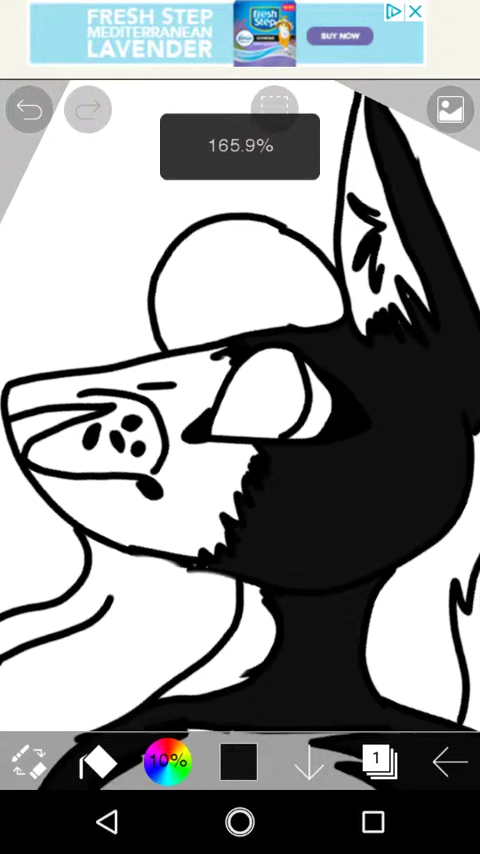 FRESH STEP
MEDITERRANEAN
LAVENDER
Fresh
Step
BUY NOW
165.9%
10%
1